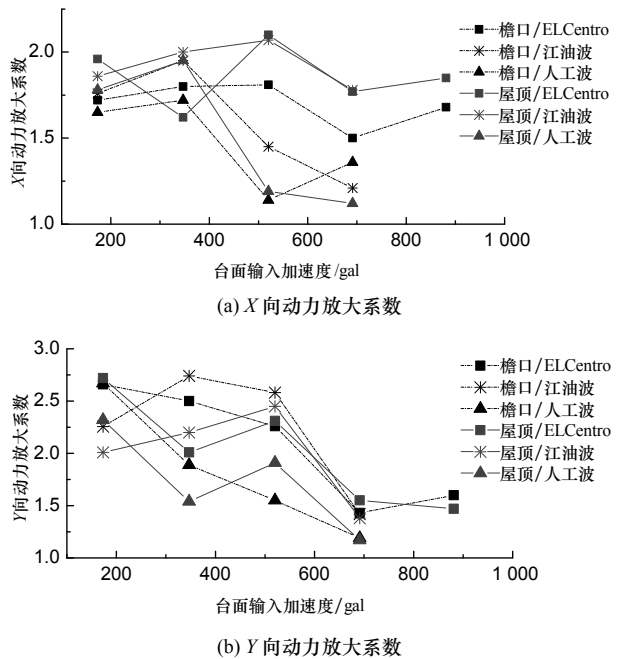 2.0
1.5
1.0
X向动力放大系数
檐口/ELCentro
檐口/江油波
檐口/人工波
屋顶/ELCentro
屋顶/江油波
屋顶/人工波
200 400 600 800 1 000
台面输入加速度/gal
(a) X 向动力放大系数
3.0
2.5
2.0
1.5
1.0
Y向动力放大系数
檐口/ELCentro
檐口/江油波
檐口/人工波
屋顶/ELCentro
屋顶/江油波
屋顶/人工波
200 400 600 800 1 000
台面输入加速度/gal
(b) Y 向动力放大系数